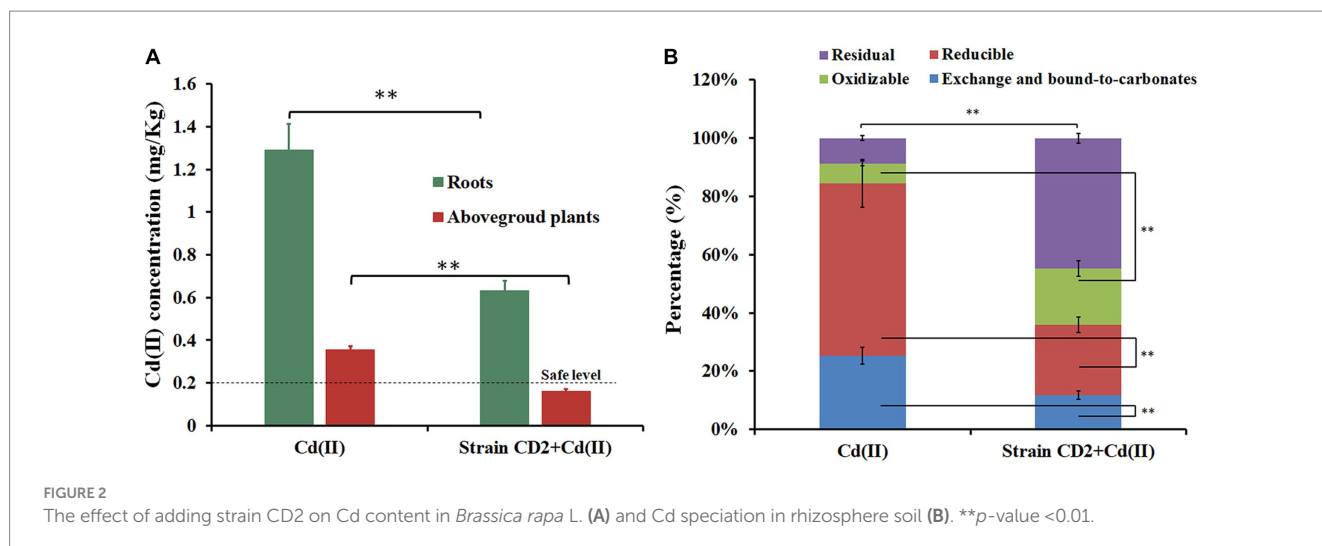 A
1.6
1.4
1.2
1
0.8
0.6
0.4
0.2
0
Cd(II) concentration (mg/Kg)
**
**
Roots
Abovegroud plants
Safe level
Cd(II)
Strain CD2+Cd(II)
B
Residual
Reducible
Oxidizable
Exchange and bound-to-carbonates
120%
100%
80%
60%
40%
20%
0%
Percentage (%)
**
**
**
**
Cd(II)
Strain CD2+Cd(II)
FIGURE 2
The effect of adding strain CD2 on Cd content in Brassica rapa L. (A) and Cd speciation in rhizosphere soil (B). **p-value <0.01.